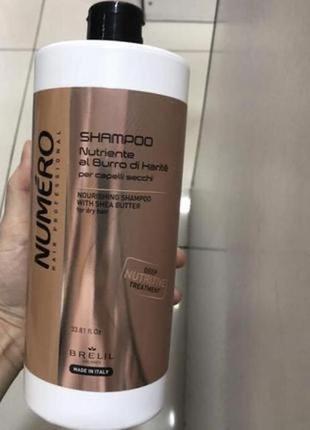 NUMÉRO
HAIR PROFESSIONAL
SHAMPOO
Nutriente
al Burro di Karitè
per capelli secchi
NOURISHING SHAMPOO
WITH SHEA BUTTER
for dry hair
DEEP
NUTRITIVE
TREATMENT
33.81 fl.Oz
BRELIL
MADE IN ITALY